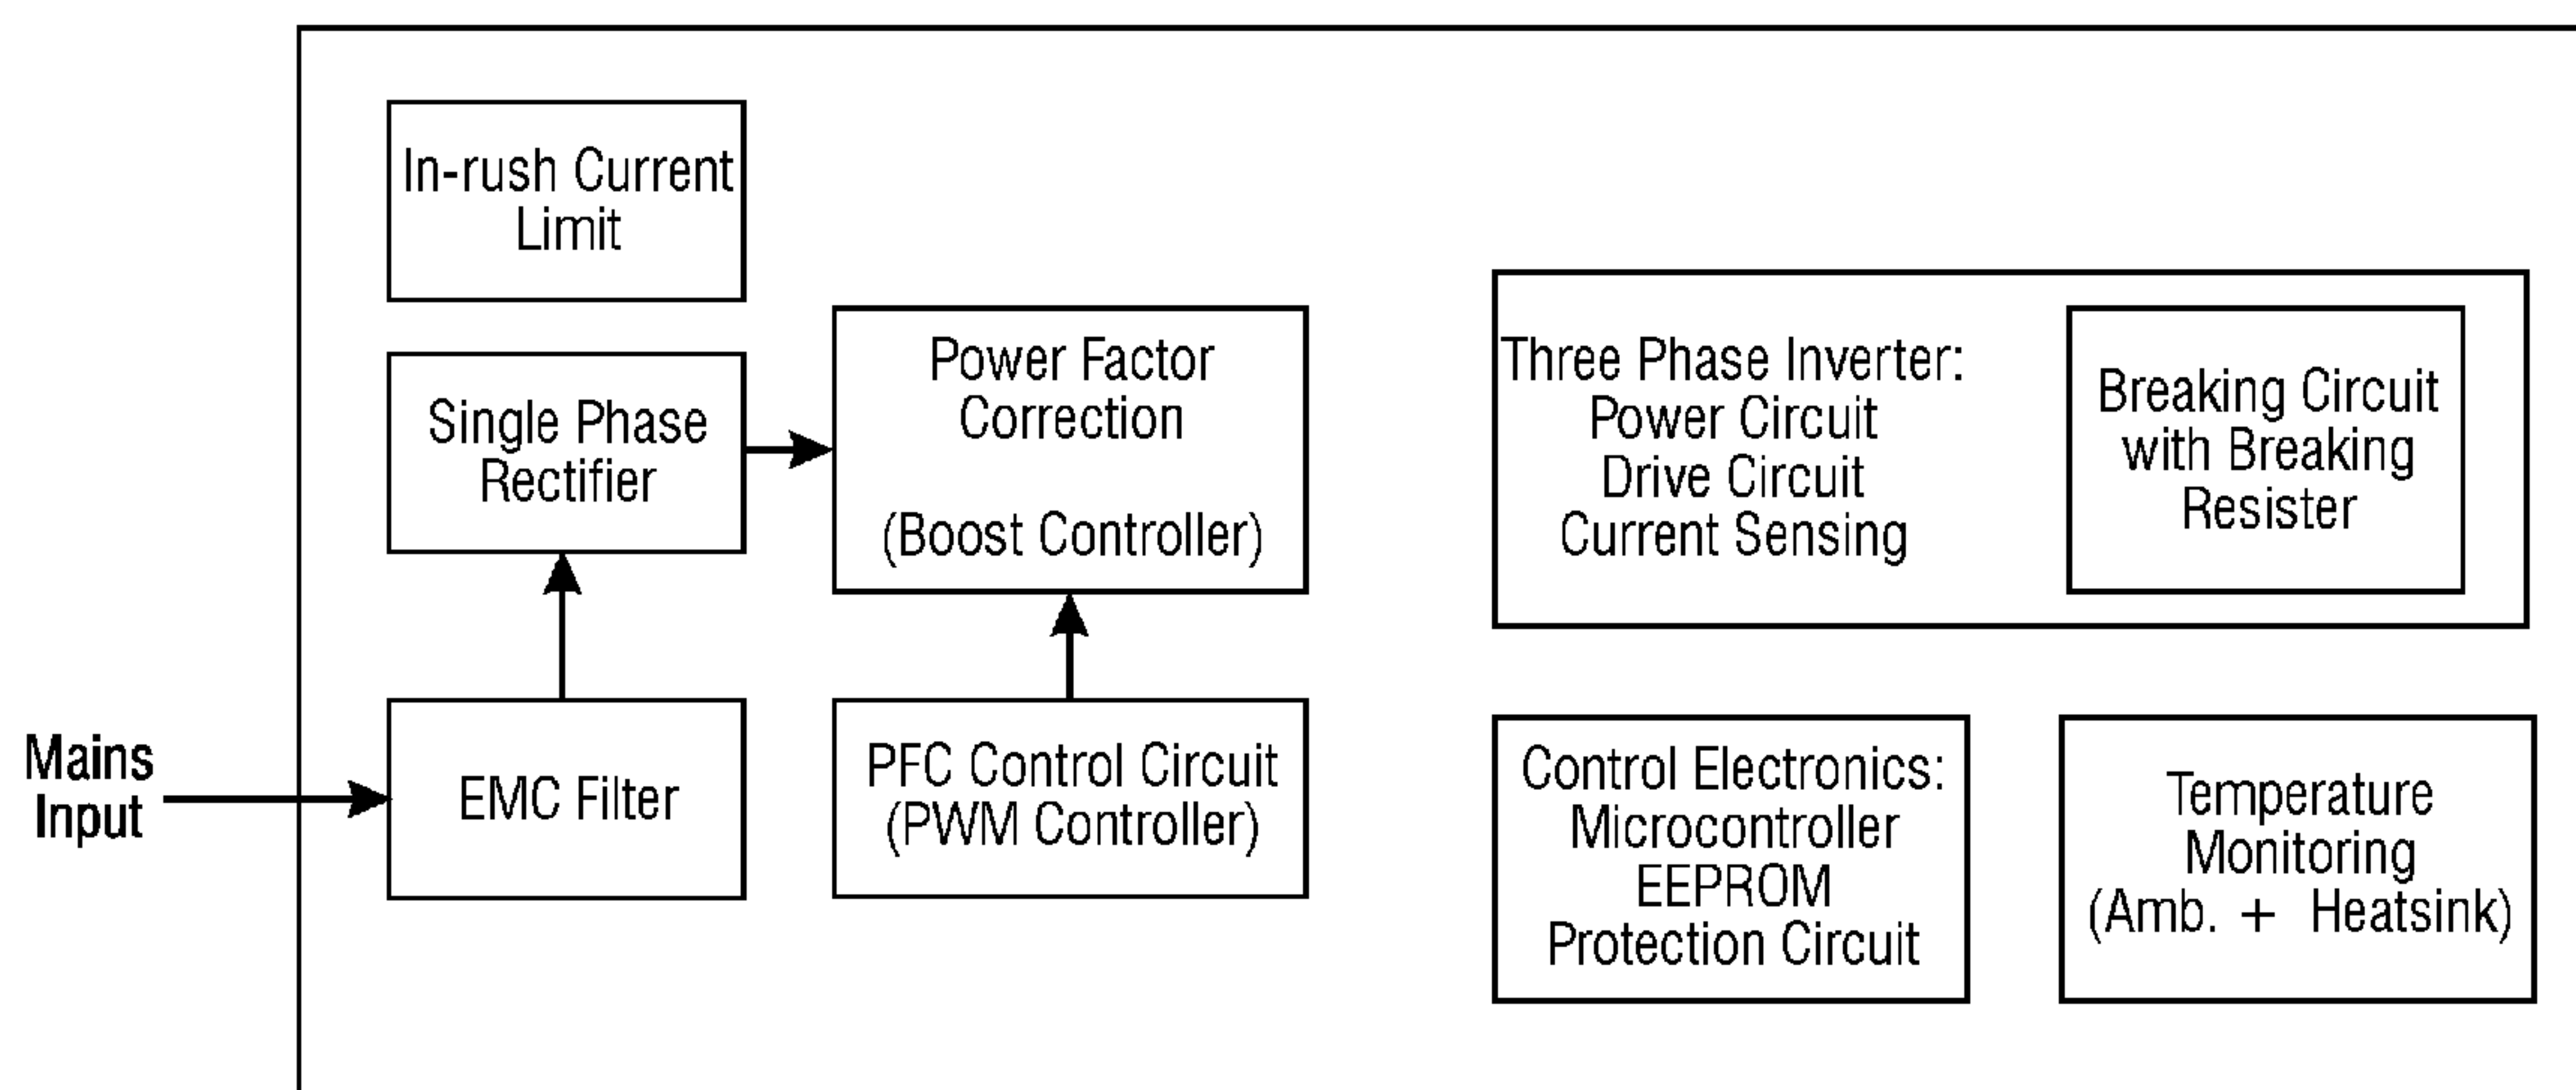 In-rush Current
Limit
Single Phase
Rectifier
Power Factor
Correction
(Boost Controller)
Three Phase Inverter:
Power Circuit
Drive Circuit
Current Sensing
Breaking Circuit
with Breaking
Resister
Mains
Input
EMC Filter
PFC Control Circuit
(PWM Controller)
Control Electronics:
Microcontroller
EEPROM
Protection Circuit
Temperature
Monitoring
(Amb. + Heatsink)